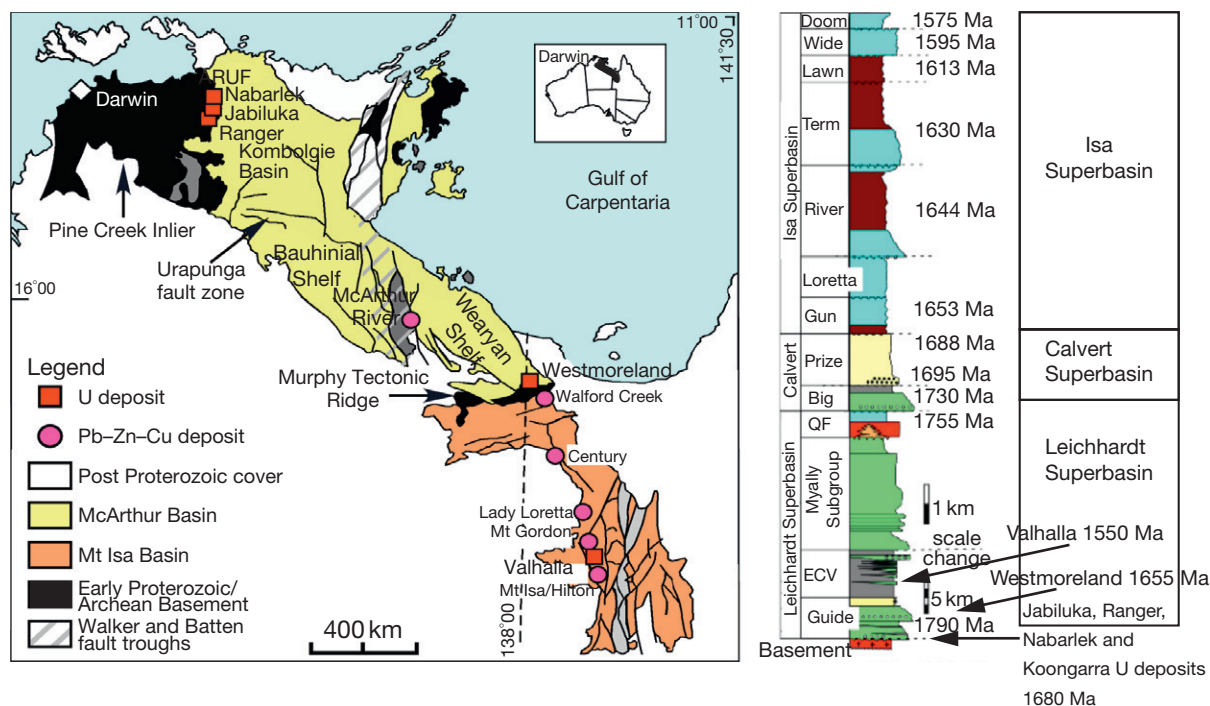 11°00
141°30
Darwin
ARUF
Nabarlek
Jabiluka
Ranger
Kombolgie
Basin
Darwin
Gulf of
Carpentaria
Pine Creek Inlier
Urapunga
fault zone
Bauhinial
Shelf
16°00
McArthur
River
Wearyan
Shelf
Murphy Tectonic
Ridge
Westmoreland
Walford Creek
Century
Lady Loretta
Mt Gordon
Valhalla
Mt Isa/Hilton
138°00
400 km
Legend
U deposit
Pb–Zn–Cu deposit
Post Proterozoic cover
McArthur Basin
Mt Isa Basin
Early Proterozoic/
Archean Basement
Walker and Batten
fault troughs
Isa Superbasin
Calvert
Leichhardt Superbasin
Doom
Wide
Lawn
Term
River
Loretta
Gun
Prize
Big
QF
Myally
Subgroup
ECV
Guide
Basement
1575 Ma
1595 Ma
1613 Ma
1630 Ma
1644 Ma
1653 Ma
1688 Ma
1695 Ma
1730 Ma
1755 Ma
1 km
scale
change
5 km
1790 Ma
Isa
Superbasin
Calvert
Superbasin
Leichhardt
Superbasin
Valhalla 1550 Ma
Westmoreland 1655 Ma
Jabiluka, Ranger,
Nabarlek and
Koongarra U deposits
1680 Ma